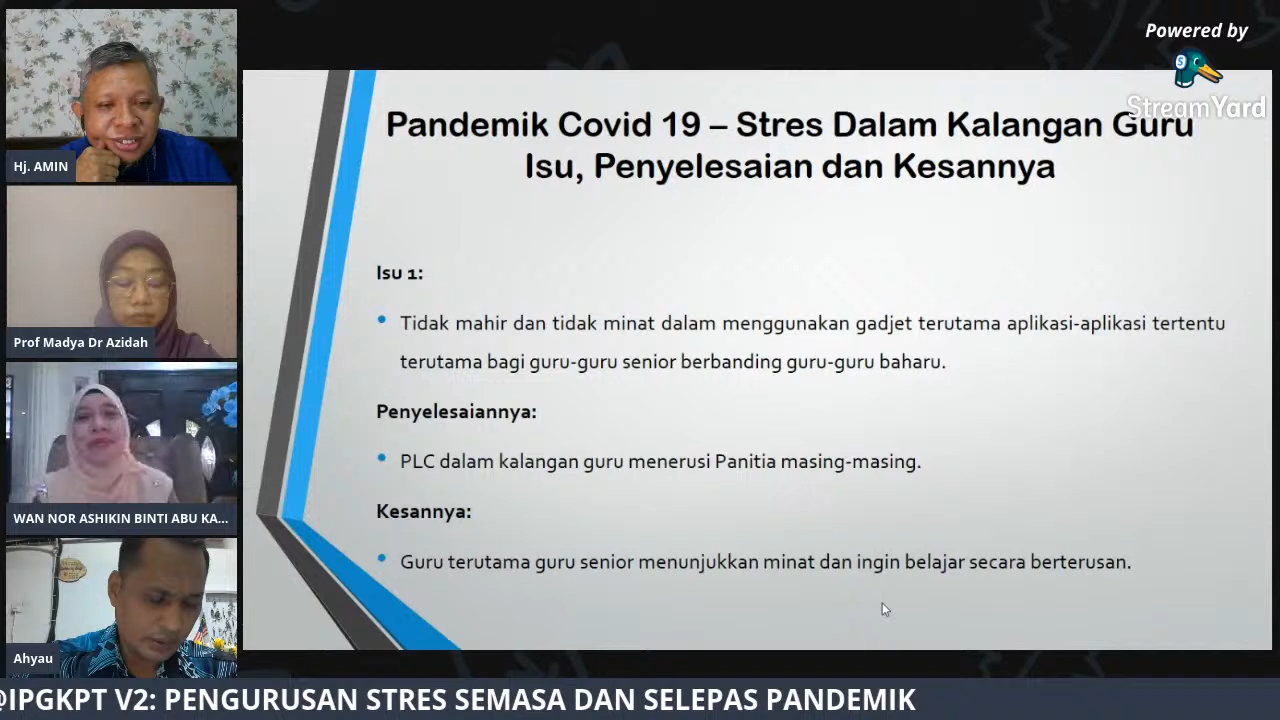 Powered by
StreamYard
Hj. AMIN
Prof Madya Dr Azidah
WAN NOR ASHIKIN BINTI ABU KA...
Ahyau
Pandemik Covid 19 – Stres Dalam Kalangan Guru
Isu, Penyelesaian dan Kesannya
Isu 1:
• Tidak mahir dan tidak minat dalam menggunakan gadjet terutama aplikasi-aplikasi tertentu
terutama bagi guru-guru senior berbanding guru-guru baharu.
Penyelesaiannya:
• PLC dalam kalangan guru menerusi Panitia masing-masing.
Kesannya:
• Guru terutama guru senior menunjukkan minat dan ingin belajar secara berterusan.
@IPGKPT V2: PENGURUSAN STRES SEMASA DAN SELEPAS PANDEMIK